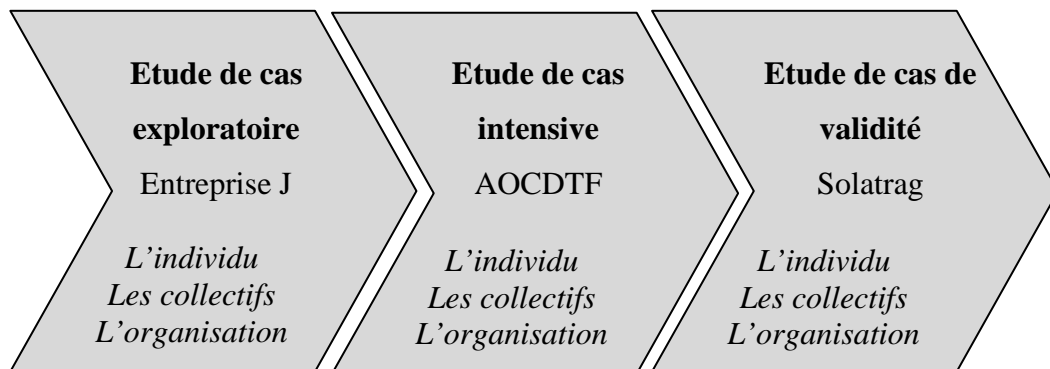 Etude de cas
exploratoire
Entreprise J
L’individu
Les collectifs
L’organisation
Etude de cas
intensive
AOCDTF
L’individu
Les collectifs
L’organisation
Etude de cas de
validité
Solatrag
L’individu
Les collectifs
L’organisation